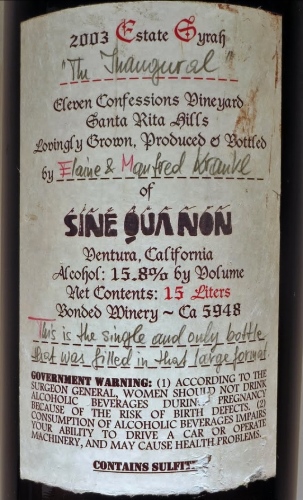 2003 Estate Syrah
"The Inaugural"
Eleven Confessions Vineyard
Santa Rita Hills
Lovingly Grown, Produced & Bottled
by Elaine & Manfred Krankl
of
SINE QUA NON
Ventura, California
Alcohol: 15.8% by Volume
Net Contents: 15 Liters
Bonded Winery ~ Ca 5948
This is the single and only bottle
that was filled in that large format.
GOVERNMENT WARNING: (1) ACCORDING TO THE
SURGEON GENERAL, WOMEN SHOULD NOT DRINK
ALCOHOLIC BEVERAGES DURING PREGNANCY
BECAUSE OF THE RISK OF BIRTH DEFECTS. (2)
CONSUMPTION OF ALCOHOLIC BEVERAGES IMPAIRS
YOUR ABILITY TO DRIVE A CAR OR OPERATE
MACHINERY, AND MAY CAUSE HEALTH PROBLEMS.
CONTAINS SULFIT